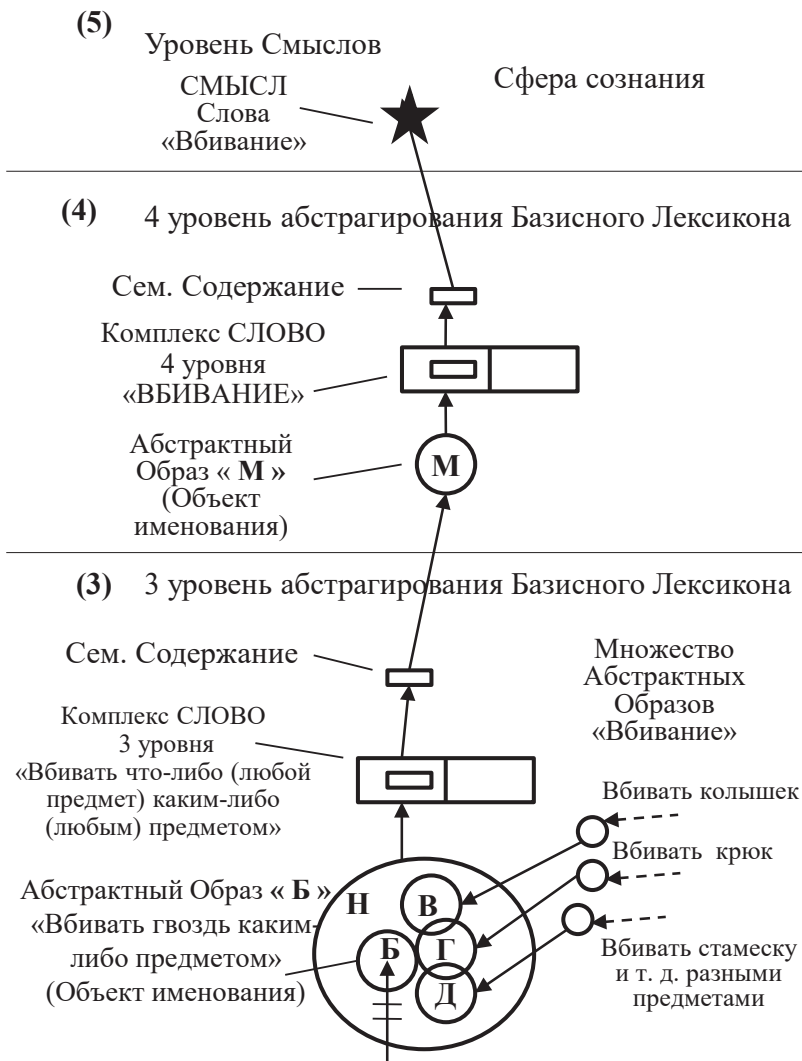 (5)
Уровень Смыслов
СМЫСЛ
Слова
«Вбивание»
Сфера сознания
(4) 4 уровень абстрагирования Базисного Лексикона
Сем. Содержание
Комплекс СЛОВО
4 уровня
«ВБИВАНИЕ»
Абстрактный
Образ « М »
(Объект
именования)
М
(3) 3 уровень абстрагирования Базисного Лексикона
Сем. Содержание
Множество
Абстрактных
Образов
«Вбивание»
Комплекс СЛОВО
3 уровня
«Вбивать что-либо (любой
предмет) каким-либо
(любым) предметом»
Вбивать колышек
Вбивать крюк
Вбивать стамеску
и т. д. разными
предметами
Абстрактный Образ « Б »
«Вбивать гвоздь каким-
либо предметом»
(Объект именования)
Н
В
Б
Г
Д